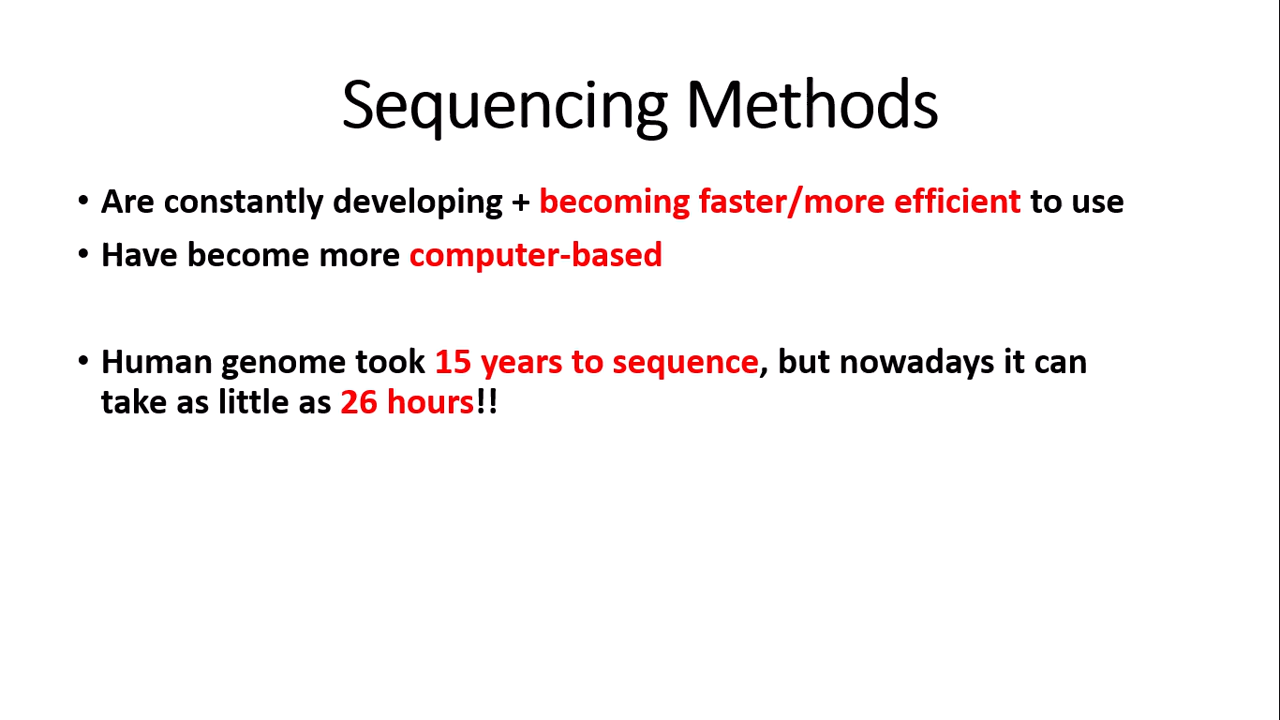 Sequencing Methods
• Are constantly developing + becoming faster/more efficient to use
• Have become more computer-based
• Human genome took 15 years to sequence, but nowadays it can
take as little as 26 hours!!